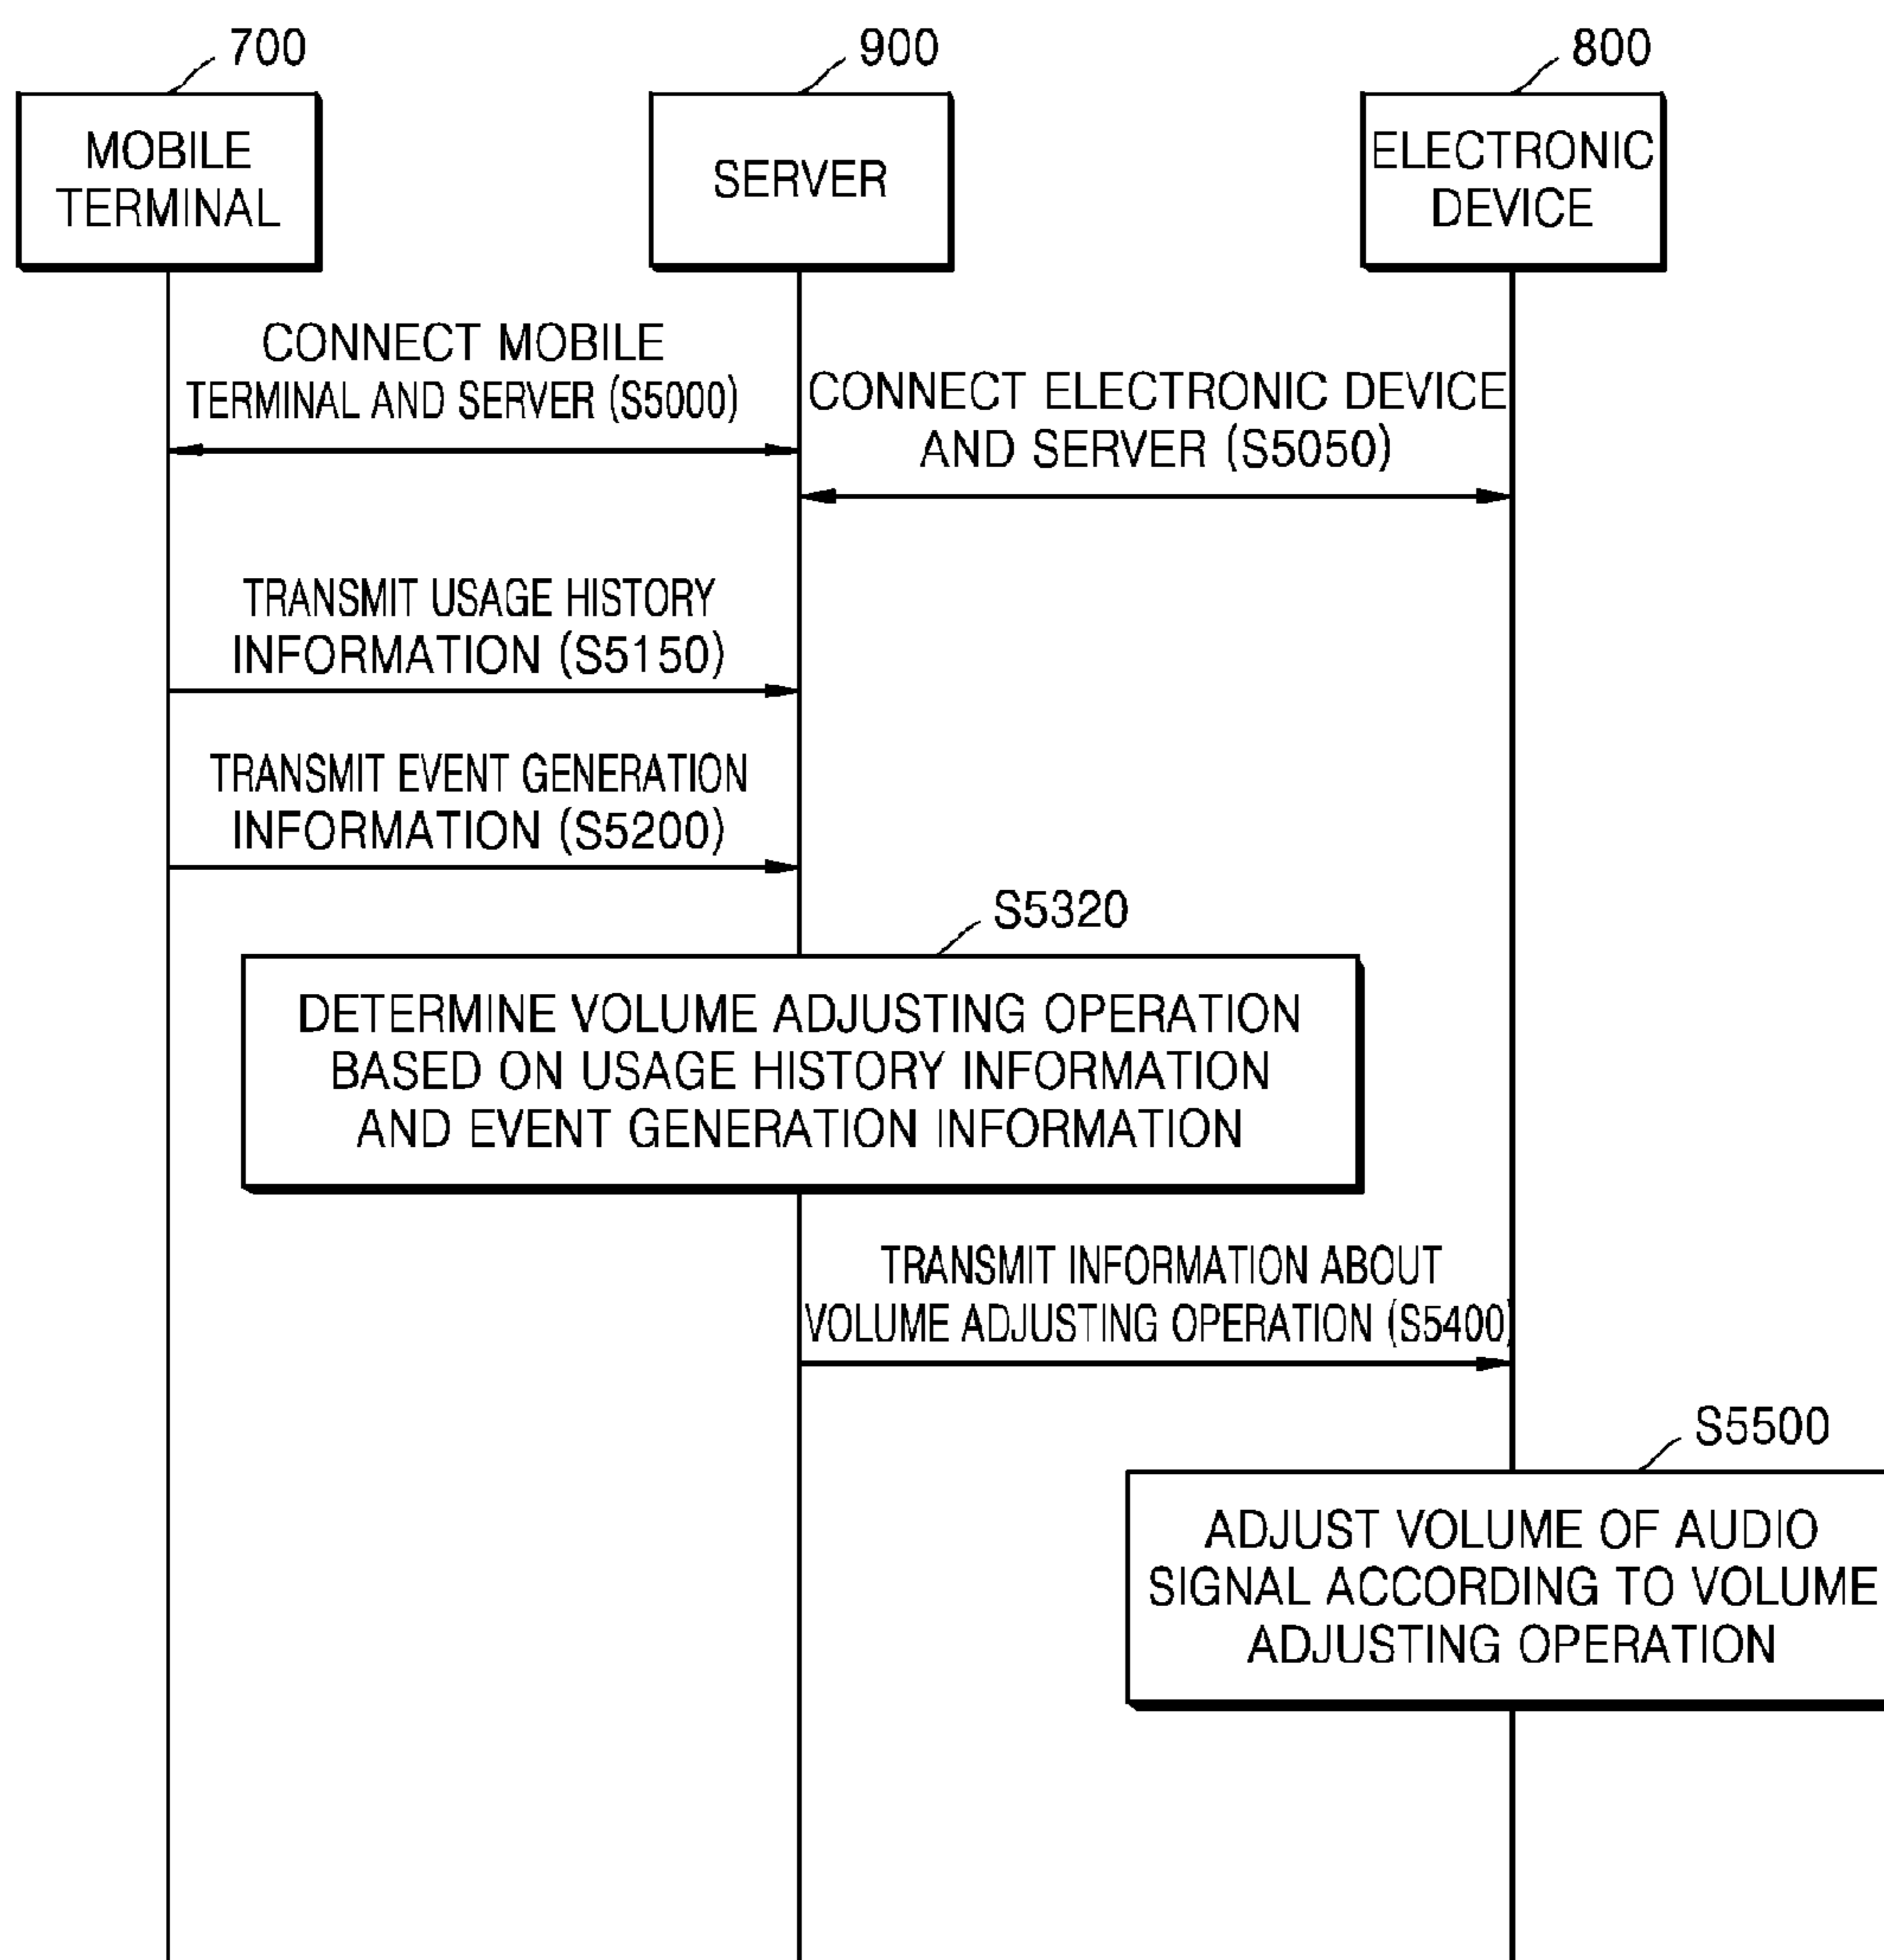 700
900
800
MOBILE
TERMINAL
SERVER
ELECTRONIC
DEVICE
CONNECT MOBILE
TERMINAL AND SERVER (S5000)
CONNECT ELECTRONIC DEVICE
AND SERVER (S5050)
TRANSMIT USAGE HISTORY
INFORMATION (S5150)
TRANSMIT EVENT GENERATION
INFORMATION (S5200)
S5320
DETERMINE VOLUME ADJUSTING OPERATION
BASED ON USAGE HISTORY INFORMATION
AND EVENT GENERATION INFORMATION
TRANSMIT INFORMATION ABOUT
VOLUME ADJUSTING OPERATION (S5400)
S5500
ADJUST VOLUME OF AUDIO
SIGNAL ACCORDING TO VOLUME
ADJUSTING OPERATION